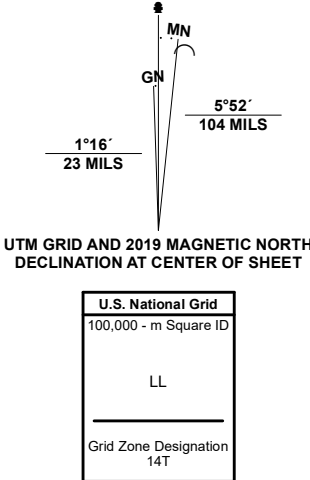 MN
GN
5°52´
104 MILS
1°16´
23 MILS
UTM GRID AND 2019 MAGNETIC NORTH
DECLINATION AT CENTER OF SHEET
U.S. National Grid
100,000 - m Square ID
LL
Grid Zone Designation
14T